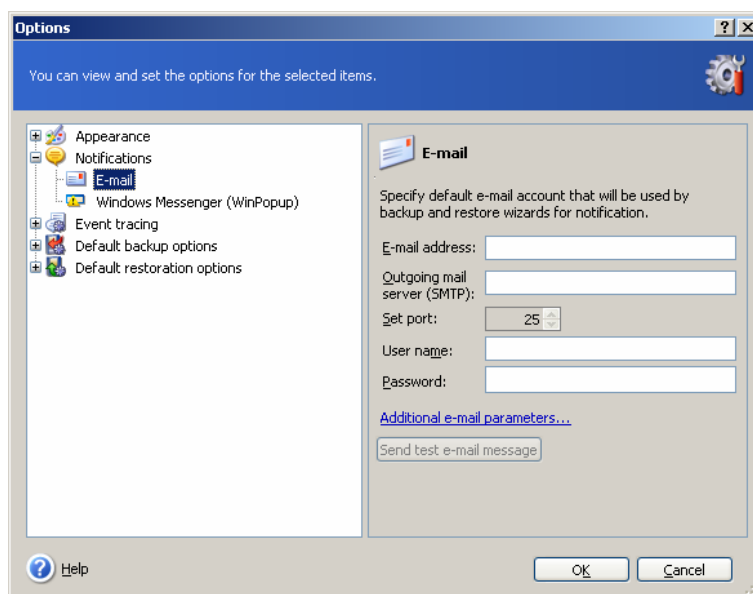 Options
You can view and set the options for the selected items.
Appearance
Notifications
E-mail
Windows Messenger (WinPopup)
Event tracing
Default backup options
Default restoration options
E-mail
Specify default e-mail account that will be used by
backup and restore wizards for notification.
E-mail address:
Outgoing mail
server (SMTP):
Set port:
25
User name:
Password:
Additional e-mail parameters...
Send test e-mail message
Help
OK
Cancel